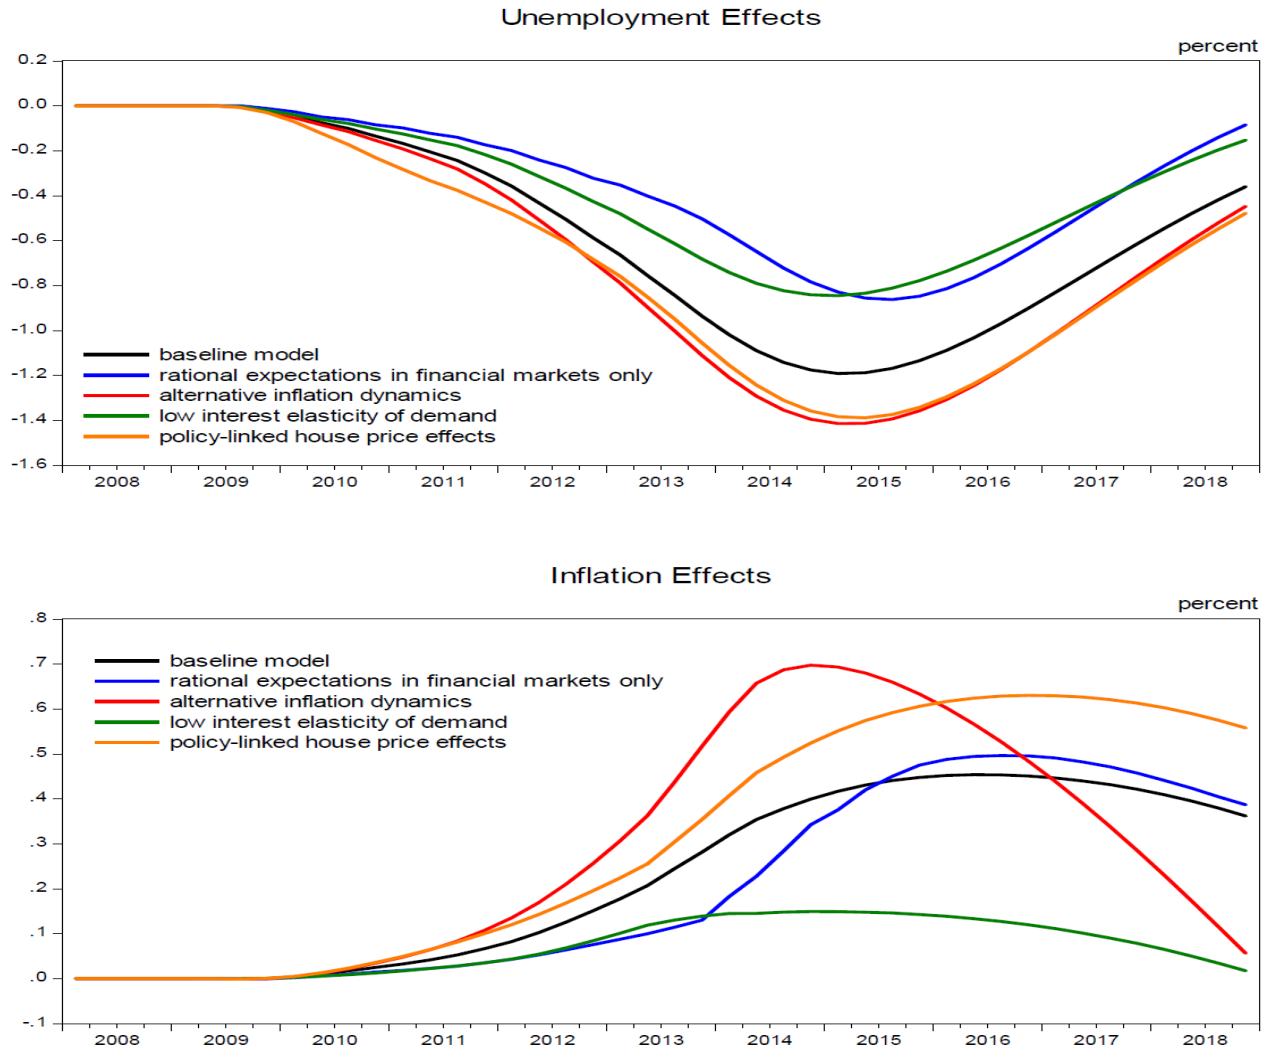 Unemployment Effects
percent
0.2
0.0
-0.2
-0.4
-0.6
-0.8
-1.0
-1.2
-1.4
-1.6
baseline model
rational expectations in financial markets only
alternative inflation dynamics
low interest elasticity of demand
policy-linked house price effects
2008 2009 2010 2011 2012 2013 2014 2015 2016 2017 2018
Inflation Effects
percent
.8
.7
.6
.5
.4
.3
.2
.1
.0
-.1
baseline model
rational expectations in financial markets only
alternative inflation dynamics
low interest elasticity of demand
policy-linked house price effects
2008 2009 2010 2011 2012 2013 2014 2015 2016 2017 2018